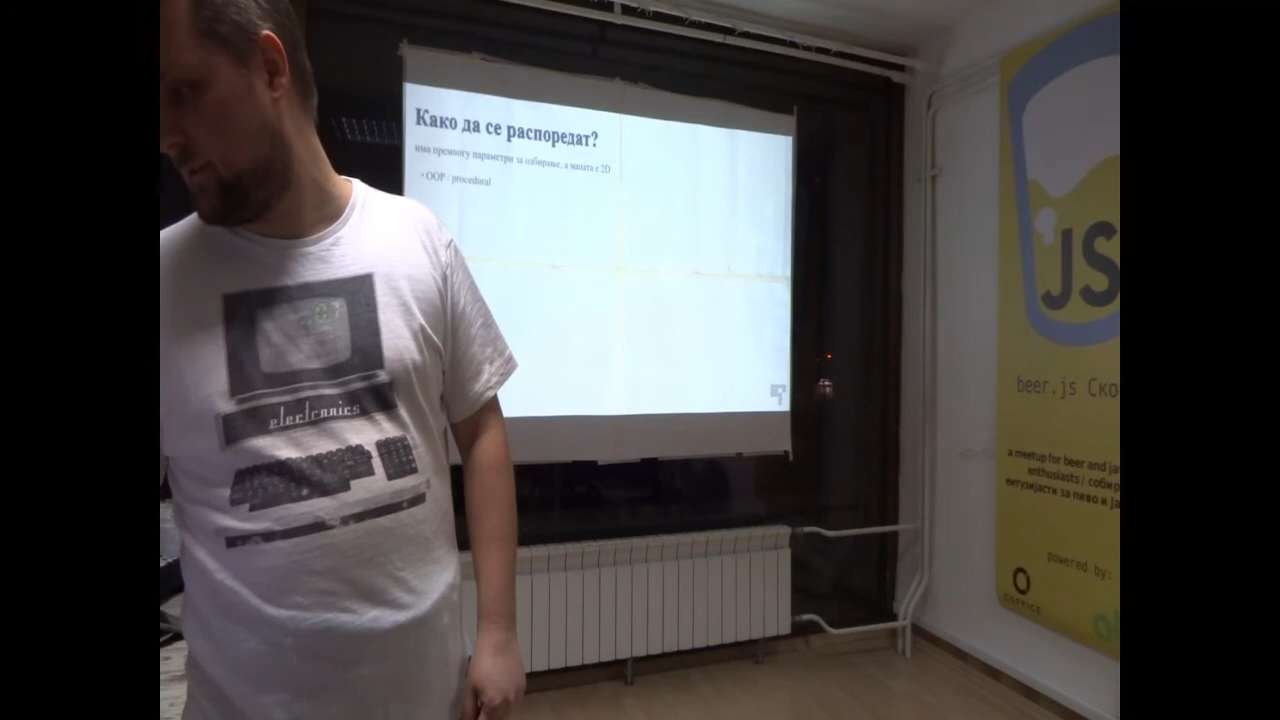 Како да се распоредат?
има премногу параметри за одбирање, а мапата е 2D
- OOP / procedural
electronics
JS
beer.js Ско
a meetup for beer and ja
enthusiasts / собир
ентузијасти за пиво и ја
powered by:
COFFICE